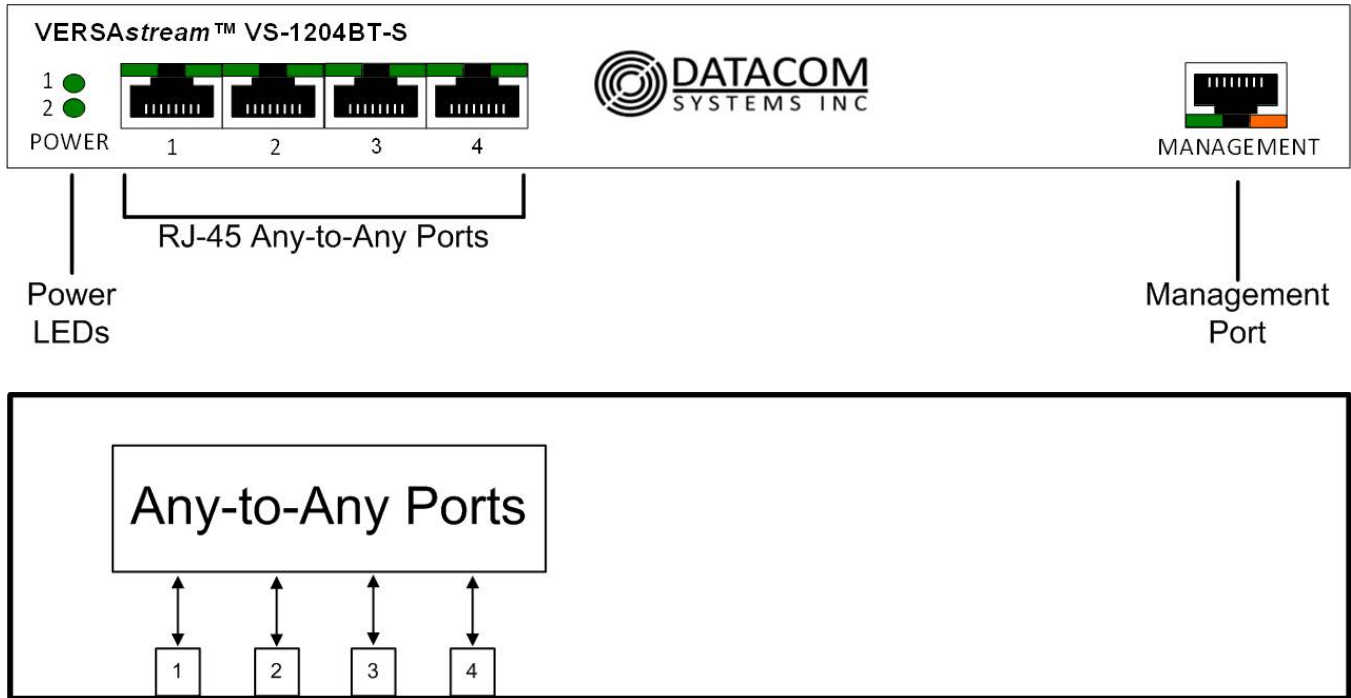 VERSAstream™ VS-1204BT-S
1
2
POWER
1 2 3 4
DATACOM
SYSTEMS INC
MANAGEMENT
RJ-45 Any-to-Any Ports
Power
LEDs
Management
Port
Any-to-Any Ports
1 2 3 4